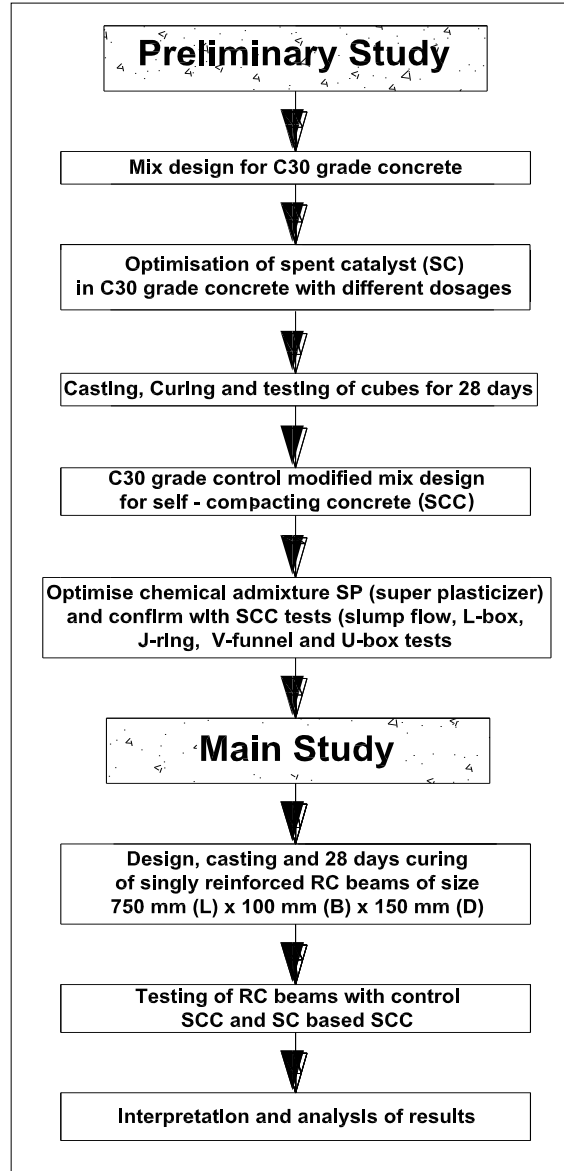 Preliminary Study
Mix design for C30 grade concrete
Optimisation of spent catalyst (SC)
in C30 grade concrete with different dosages
Casting, Curing and testing of cubes for 28 days
C30 grade control modified mix design
for self - compacting concrete (SCC)
Optimise chemical admixture SP (super plasticizer)
and confirm with SCC tests (slump flow, L-box,
J-ring, V-funnel and U-box tests
Main Study
Design, casting and 28 days curing
of singly reinforced RC beams of size
750 mm (L) x 100 mm (B) x 150 mm (D)
Testing of RC beams with control
SCC and SC based SCC
Interpretation and analysis of results